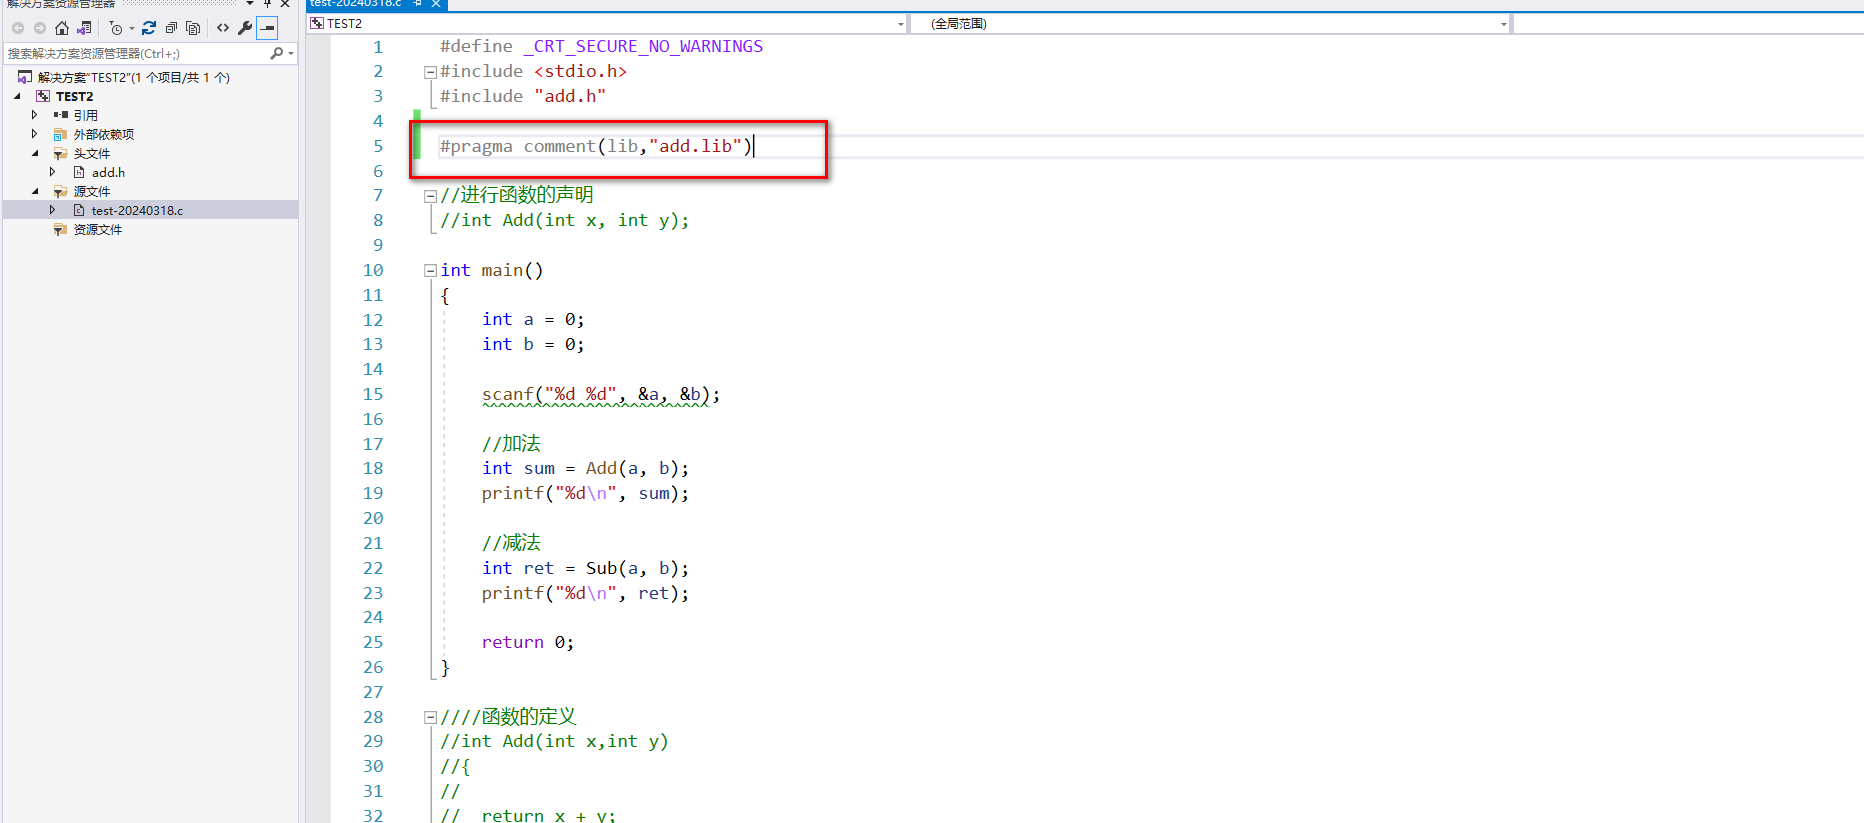 解决方案资源管理器
搜索解决方案资源管理器(Ctrl+;)
解决方案"TEST2"(1 个项目/共 1 个)
TEST2
引用
外部依赖项
头文件
add.h
源文件
test-20240318.c
资源文件
test-20240318.c
TEST2
(全局范围)
1 #define _CRT_SECURE_NO_WARNINGS
2 #include <stdio.h>
3 #include "add.h"
4
5 #pragma comment(lib,"add.lib")
6
7 //进行函数的声明
8 //int Add(int x, int y);
9
10 int main()
11 {
12 int a = 0;
13 int b = 0;
14
15 scanf("%d %d", &a, &b);
16
17 //加法
18 int sum = Add(a, b);
19 printf("%d\n", sum);
20
21 //减法
22 int ret = Sub(a, b);
23 printf("%d\n", ret);
24
25 return 0;
26 }
27
28 ////函数的定义
29 //int Add(int x,int y)
30 //{
31 //
32 // return x + y;